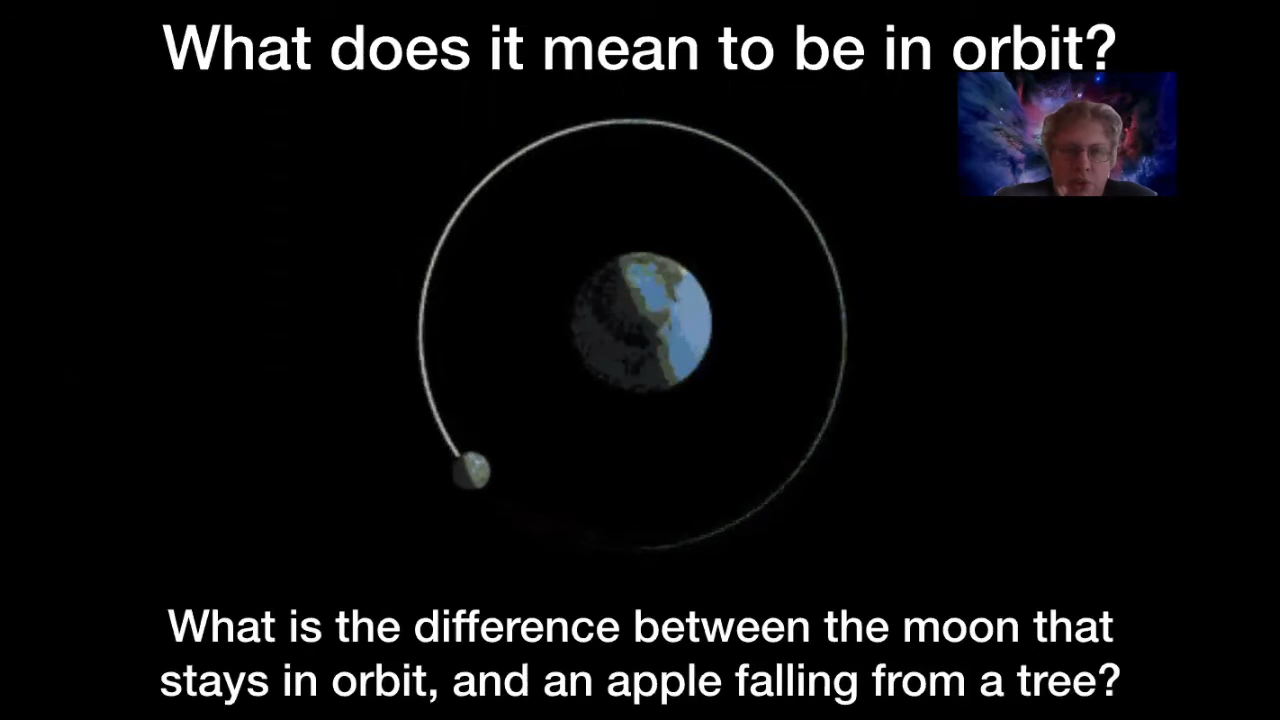 What does it mean to be in orbit?
What is the difference between the moon that
stays in orbit, and an apple falling from a tree?